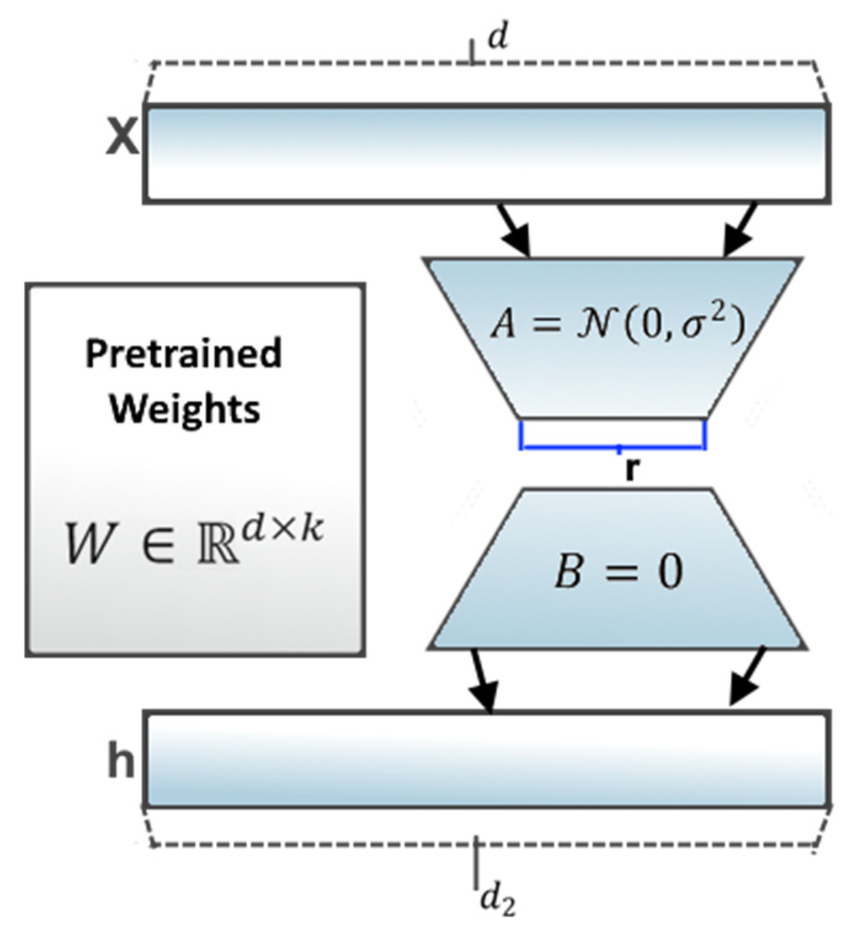 d
X
A = 𝒩(0, σ²)
Pretrained
Weights
W ∈ ℝ^{d×k}
r
B = 0
h
d₂